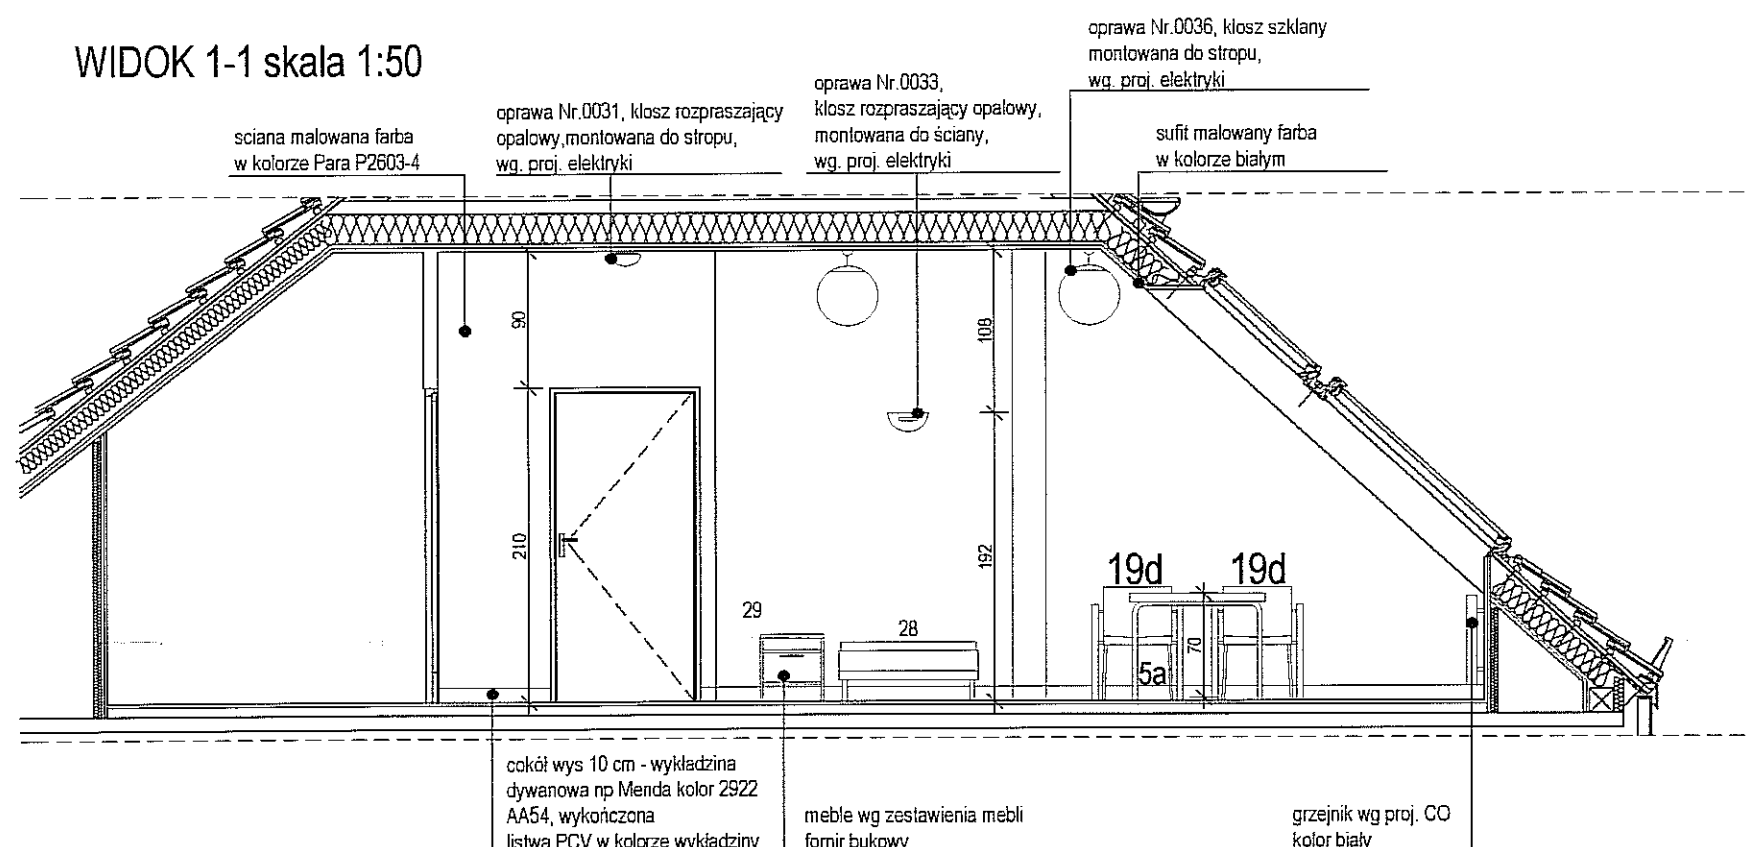 WIDOK 1-1 skala 1:50
oprawa Nr.0036, klosz szklany
montowana do stropu,
wg. proj. elektryki
oprawa Nr.0033,
klosz rozpraszający opalowy,
montowana do ściany,
wg. proj. elektryki
oprawa Nr.0031, klosz rozpraszający
opalowy,montowana do stropu,
wg. proj. elektryki
sciana malowana farba
w kolorze Para P2603-4
sufit malowany farba
w kolorze białym
90
108
210
192
19d
19d
29
28
70
5a
cokół wys 10 cm - wykładzina
dywanowa np Merida kolor 2922
AA54, wykończona
listwa PCV w kolorze wykładziny
meble wg zestawienia mebli
fornir bukowy
grzejnik wg proj. CO
kolor biały